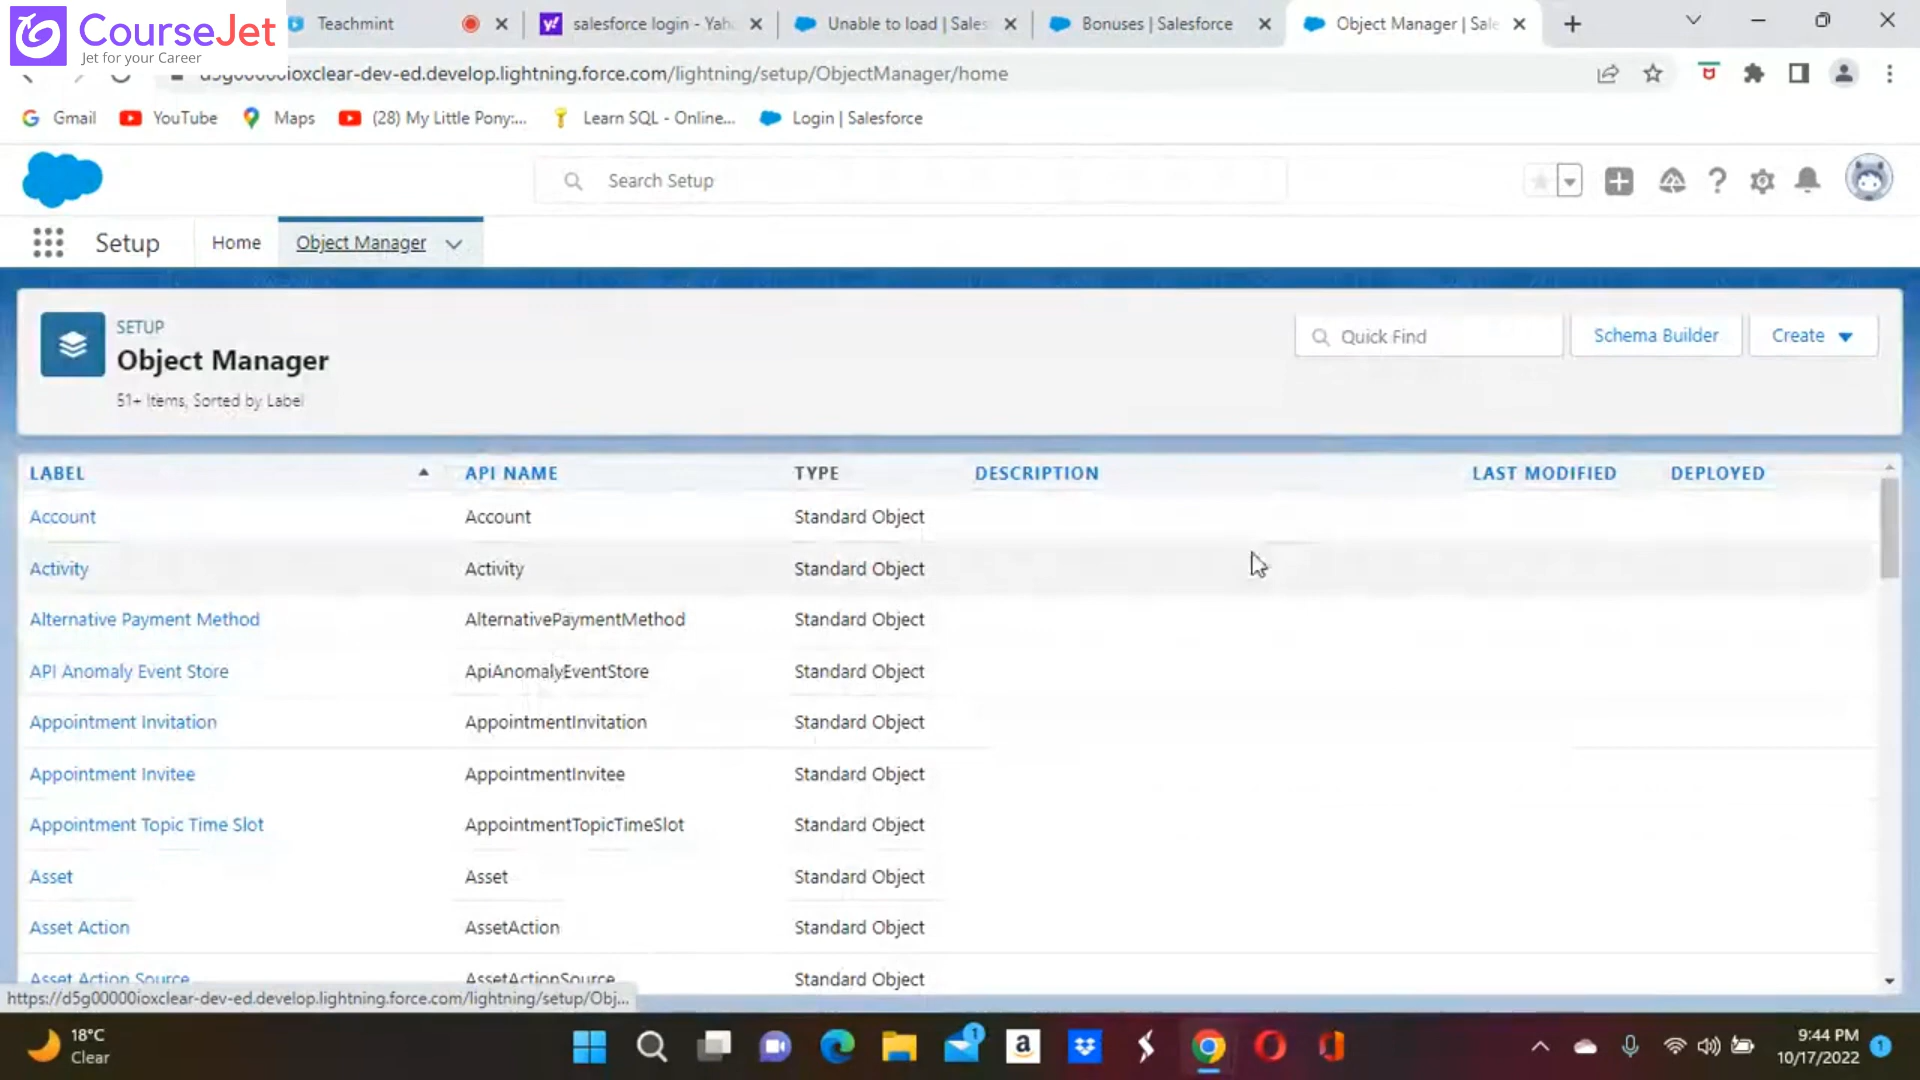 CourseJet
Jet for your Career
Teachmint
salesforce login - Yah
Unable to load | Sales
Bonuses | Salesforce
Object Manager | Sale
d5g00000ioxclear-dev-ed.develop.lightning.force.com/lightning/setup/ObjectManager/home
Gmail
YouTube
Maps
(28) My Little Pony:...
Learn SQL - Online...
Login | Salesforce
Search Setup
Setup
Home
Object Manager
SETUP
Object Manager
51+ Items, Sorted by Label
Quick Find
Schema Builder
Create
LABEL API NAME TYPE DESCRIPTION LAST MODIFIED DEPLOYED
Account Account Standard Object
Activity Activity Standard Object
Alternative Payment Method AlternativePaymentMethod Standard Object
API Anomaly Event Store ApiAnomalyEventStore Standard Object
Appointment Invitation AppointmentInvitation Standard Object
Appointment Invitee AppointmentInvitee Standard Object
Appointment Topic Time Slot AppointmentTopicTimeSlot Standard Object
Asset Asset Standard Object
Asset Action AssetAction Standard Object
Asset Action Source AssetActionSource Standard Object
https://d5g00000ioxclear-dev-ed.develop.lightning.force.com/lightning/setup/Obj...
18°C
Clear
1
a
9:44 PM
10/17/2022
1